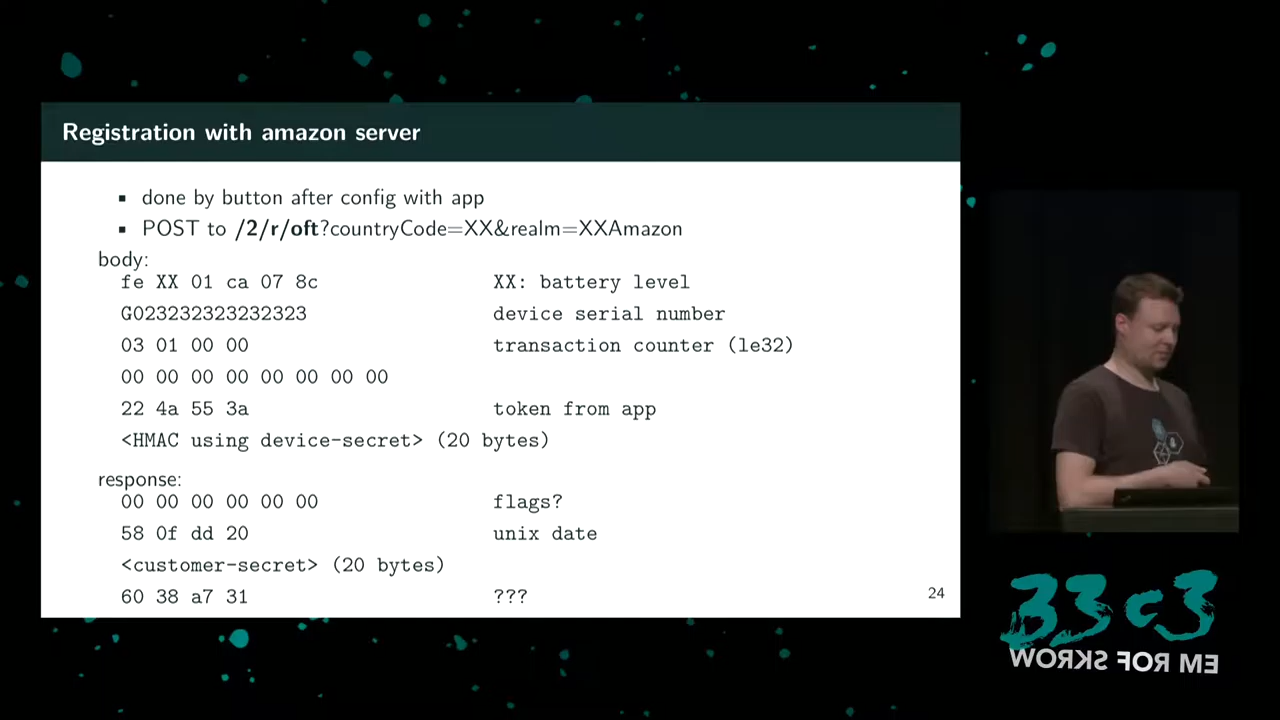 Registration with amazon server
▪ done by button after config with app
▪ POST to /2/r/oft?countryCode=XX&realm=XXAmazon
body:
fe XX 01 ca 07 8c XX: battery level
G023232323232323 device serial number
03 01 00 00 transaction counter (le32)
00 00 00 00 00 00 00 00
22 4a 55 3a token from app
<HMAC using device-secret> (20 bytes)
response:
00 00 00 00 00 00 flags?
58 0f dd 20 unix date
<customer-secret> (20 bytes)
60 38 a7 31 ???
24
33c3
WORKS FOR ME